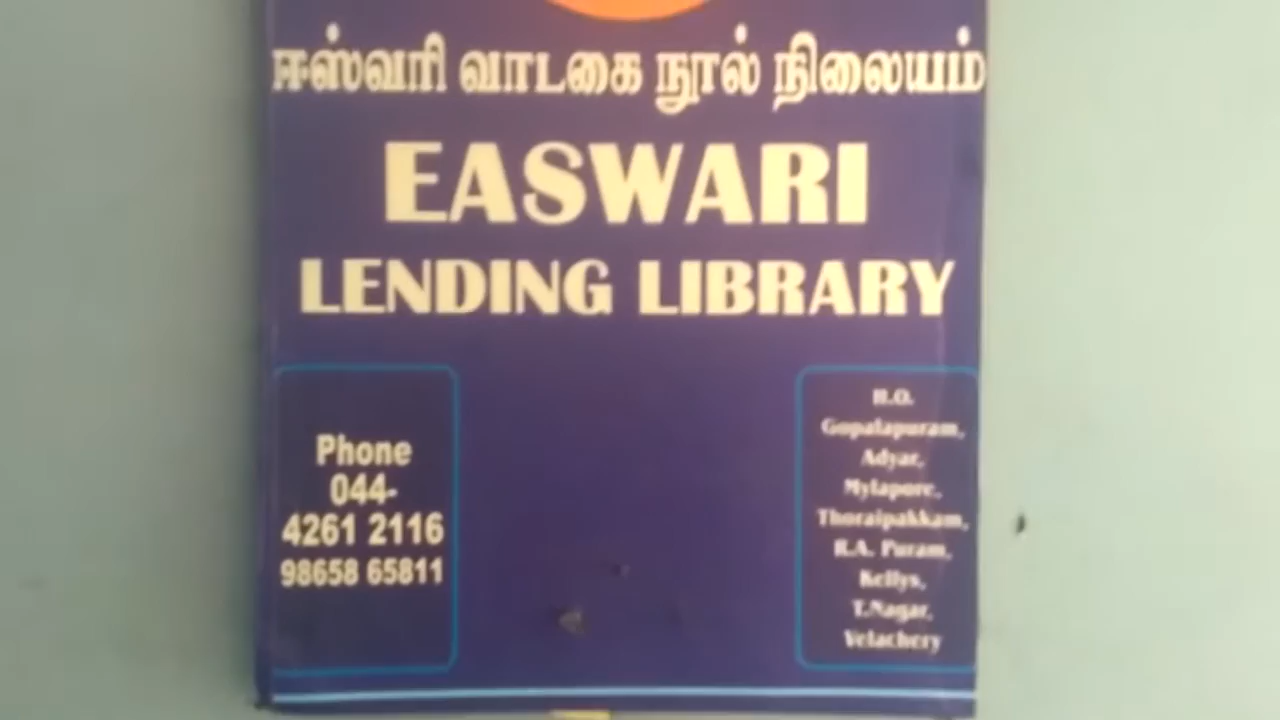 ஈஸ்வரி வாடகை நூல் நிலையம்
EASWARI
LENDING LIBRARY
Phone
044-
4261 2116
98658 65811
H.O.
Gopalapuram,
Adyar,
Mylapore,
Thoraipakkam,
R.A. Puram,
Kellys,
T.Nagar,
Velachery